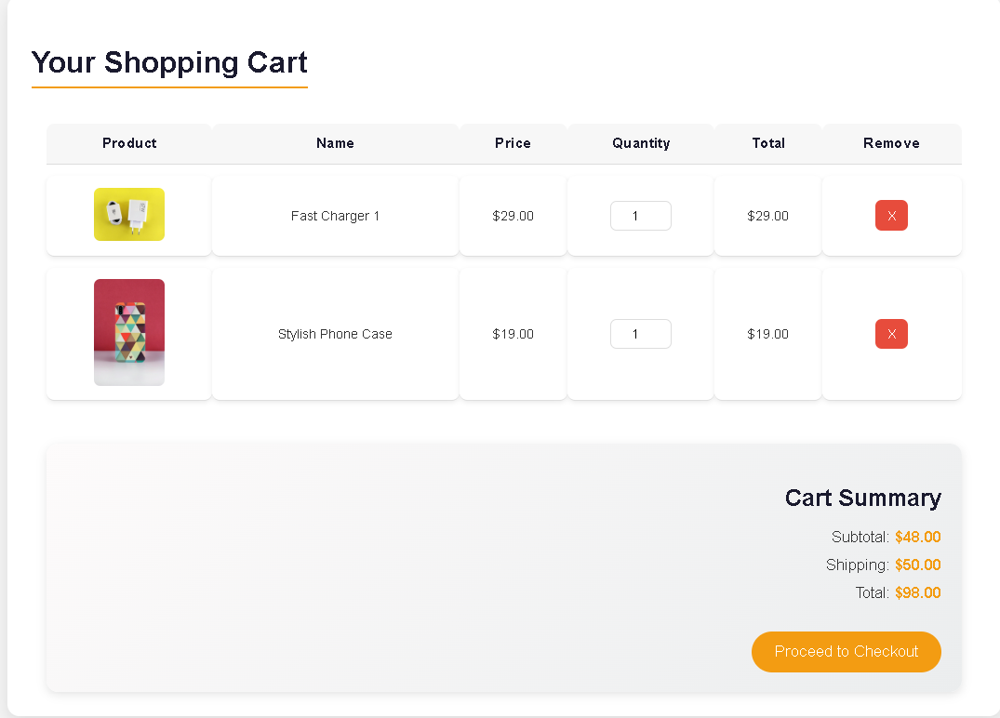 Your Shopping Cart
Product Name Price Quantity Total Remove
Fast Charger 1 $29.00 1 $29.00 X
Stylish Phone Case $19.00 1 $19.00 X
Cart Summary
Subtotal: $48.00
Shipping: $50.00
Total: $98.00
Proceed to Checkout